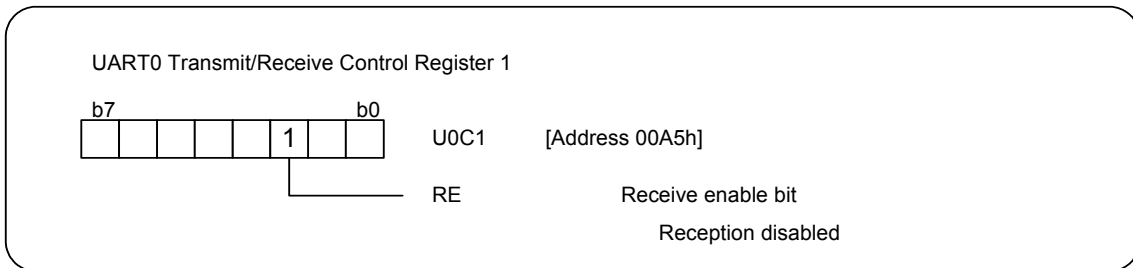 UART0 Transmit/Receive Control Register 1
b7 b0
1 U0C1 [Address 00A5h]
RE Receive enable bit
Reception disabled